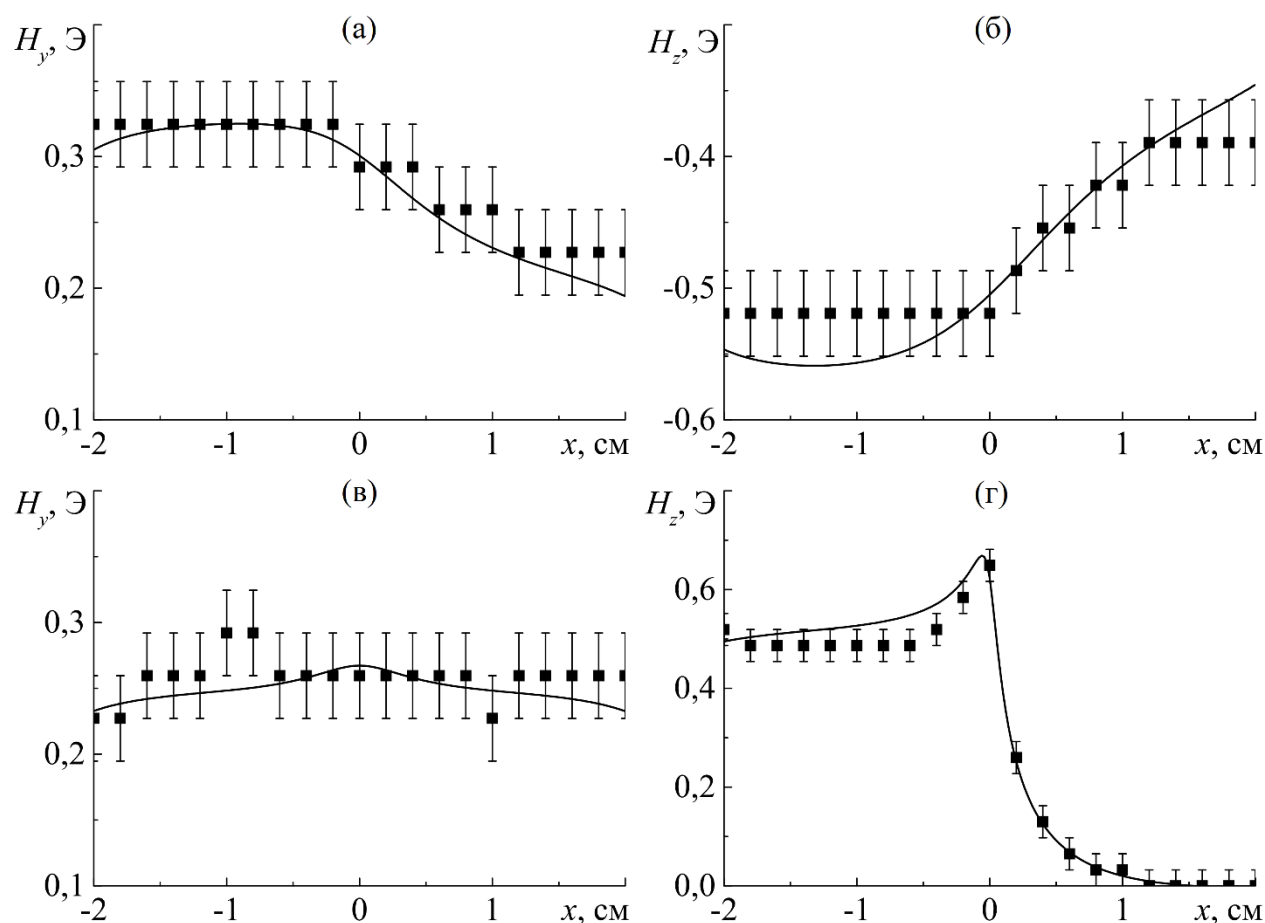 (а)
H_y, Э
0,3
0,2
0,1
-2 -1 0 1 x, см
(б)
H_z, Э
-0,4
-0,5
-0,6
-2 -1 0 1 x, см
(в)
H_y, Э
0,3
0,2
0,1
-2 -1 0 1 x, см
(г)
H_z, Э
0,6
0,4
0,2
0,0
-2 -1 0 1 x, см